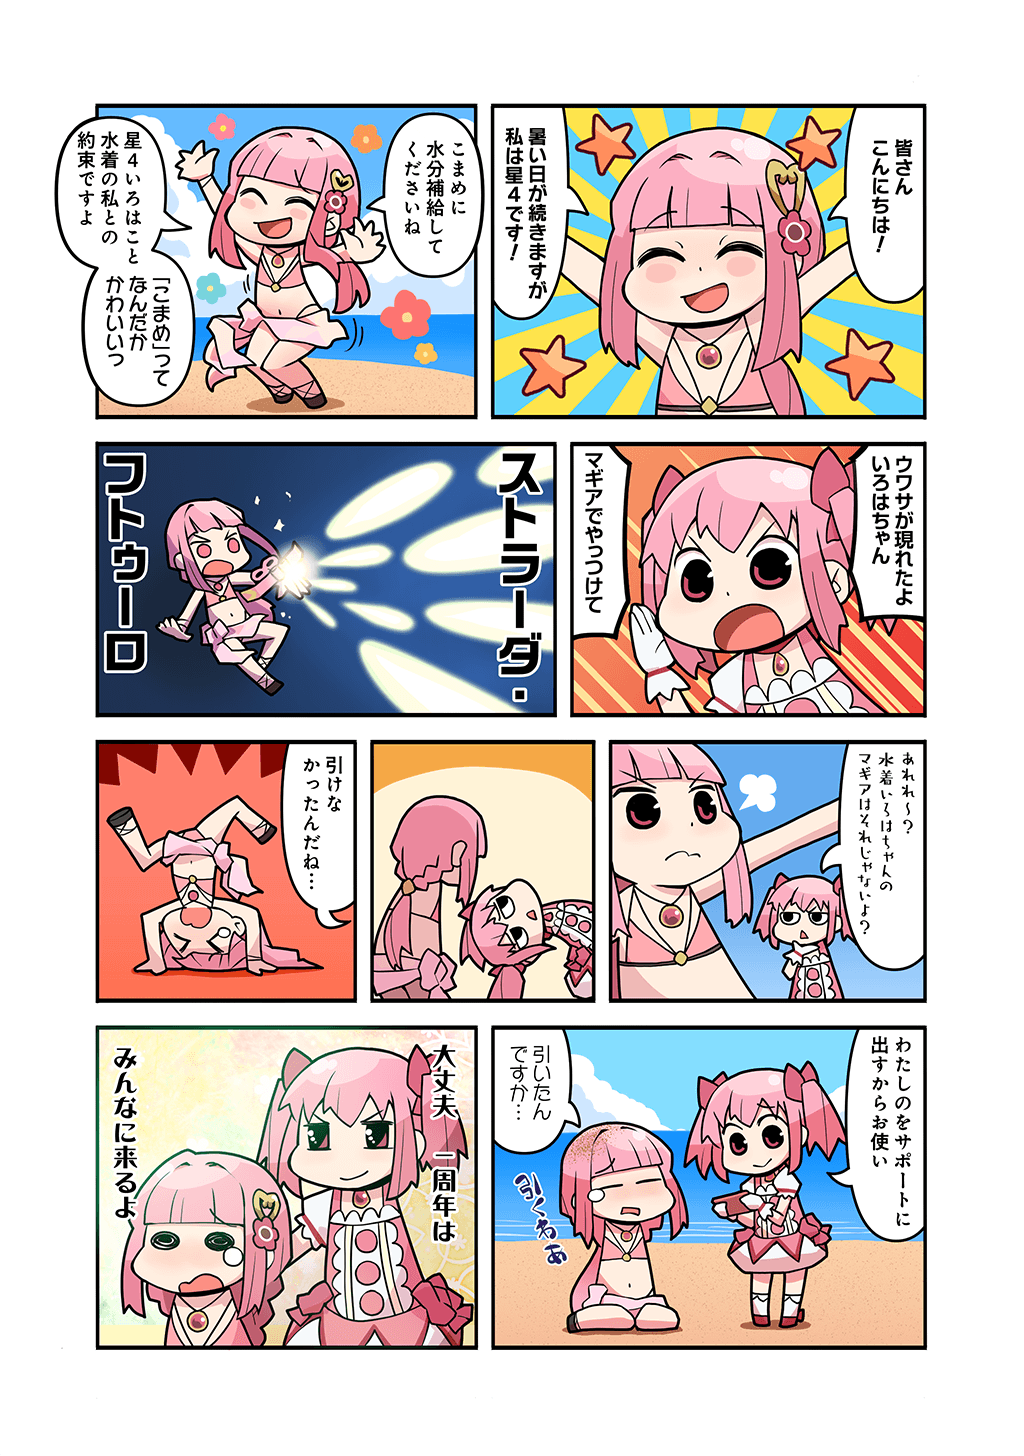 皆さん
こんにちは！
暑い日が続きますが
私は星４です！
こまめに
水分補給して
くださいね
星４いろはことと
水着の私との
約束ですよ
「こまめ」って
なんだか
かわいいっ
ウワサが現れたよ
いろはちゃん
マギアでやっつけて
ストラーダ・
フトゥーロ
あれれ～？
水着いろはちゃんの
マギアはそれじゃないよ？
引けな
かったんだね…
わたしのをサポートに
出すからお使い
引いたん
ですか…
引くわぁ
大丈夫　一周年は
みんなに来るよ